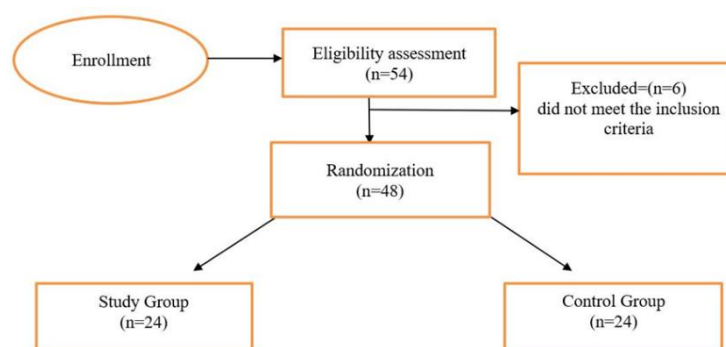 Enrollment
Eligibility assessment
(n=54)
Excluded=(n=6)
did not meet the inclusion
criteria
Randomization
(n=48)
Study Group
(n=24)
Control Group
(n=24)